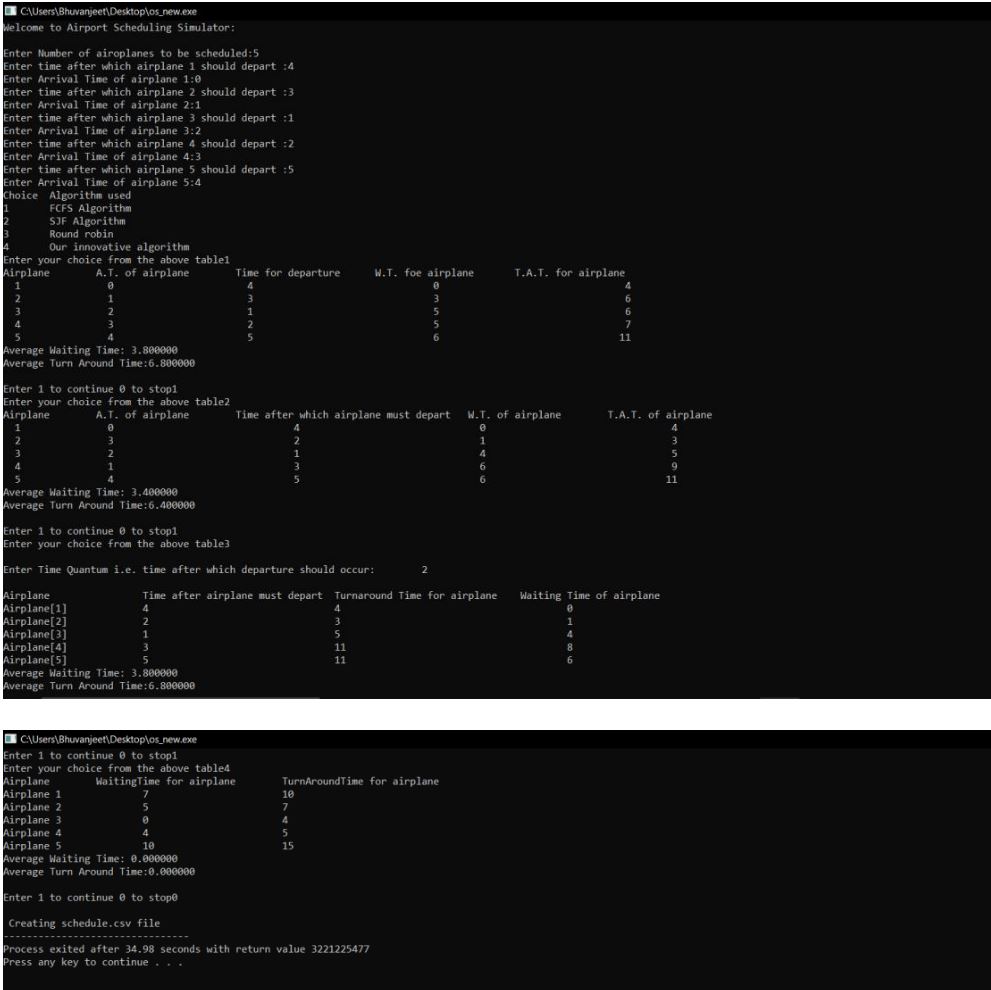 C:\Users\Bhuvanjeet\Desktop\os_new.exe
Welcome to Airport Scheduling Simulator:
Enter Number of airoplanes to be scheduled:5
Enter time after which airplane 1 should depart :4
Enter Arrival Time of airplane 1:0
Enter time after which airplane 2 should depart :3
Enter Arrival Time of airplane 2:1
Enter time after which airplane 3 should depart :1
Enter Arrival Time of airplane 3:2
Enter time after which airplane 4 should depart :2
Enter Arrival Time of airplane 4:3
Enter time after which airplane 5 should depart :5
Enter Arrival Time of airplane 5:4
Choice Algorithm used
1 FCFS Algorithm
2 SJF Algorithm
3 Round robin
4 Our innovative algorithm
Enter your choice from the above table1
Airplane A.T. of airplane Time for departure W.T. foe airplane T.A.T. for airplane
1 0 4 0 4
2 1 3 3 6
3 2 1 5 6
4 3 2 5 7
5 4 5 6 11
Average Waiting Time: 3.800000
Average Turn Around Time:6.800000
Enter 1 to continue 0 to stop1
Enter your choice from the above table2
Airplane A.T. of airplane Time after which airplane must depart W.T. of airplane T.A.T. of airplane
1 0 4 0 4
2 3 2 1 3
3 2 1 4 5
4 1 3 6 9
5 4 5 6 11
Average Waiting Time: 3.400000
Average Turn Around Time:6.400000
Enter 1 to continue 0 to stop1
Enter your choice from the above table3
Enter Time Quantum i.e. time after which departure should occur: 2
Airplane Time after airplane must depart Turnaround Time for airplane Waiting Time of airplane
Airplane[1] 4 4 0
Airplane[2] 2 3 1
Airplane[3] 1 5 4
Airplane[4] 3 11 8
Airplane[5] 5 11 6
Average Waiting Time: 3.800000
Average Turn Around Time:6.800000
C:\Users\Bhuvanjeet\Desktop\os_new.exe
Enter 1 to continue 0 to stop1
Enter your choice from the above table4
Airplane WaitingTime for airplane TurnAroundTime for airplane
Airplane 1 7 10
Airplane 2 5 7
Airplane 3 0 4
Airplane 4 4 5
Airplane 5 10 15
Average Waiting Time: 0.000000
Average Turn Around Time:0.000000
Enter 1 to continue 0 to stop0
Creating schedule.csv file
--------------------------------
Process exited after 34.98 seconds with return value 3221225477
Press any key to continue . . .